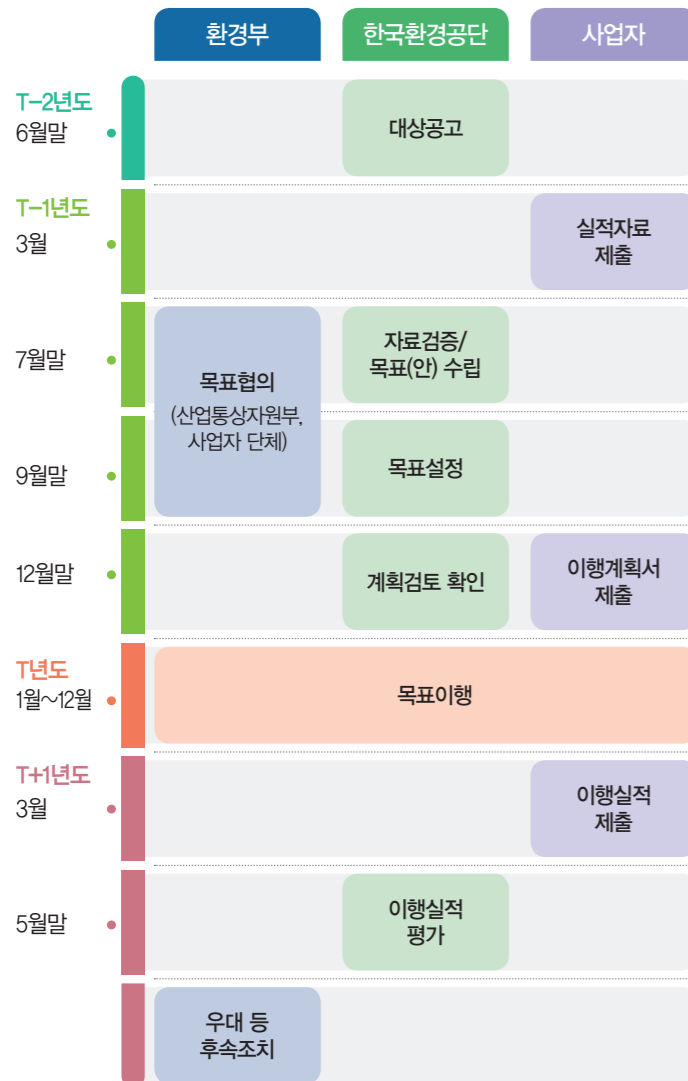 환경부 한국환경공단 사업자
T-2년도
6월말
대상공고
T-1년도
3월
실적자료
제출
7월말
목표협의
(산업통상자원부,
사업자 단체)
자료검증/
목표(안) 수립
9월말
목표설정
12월말
계획검토 확인
이행계획서
제출
T년도
1월~12월
목표이행
T+1년도
3월
이행실적
제출
5월말
이행실적
평가
우대 등
후속조치